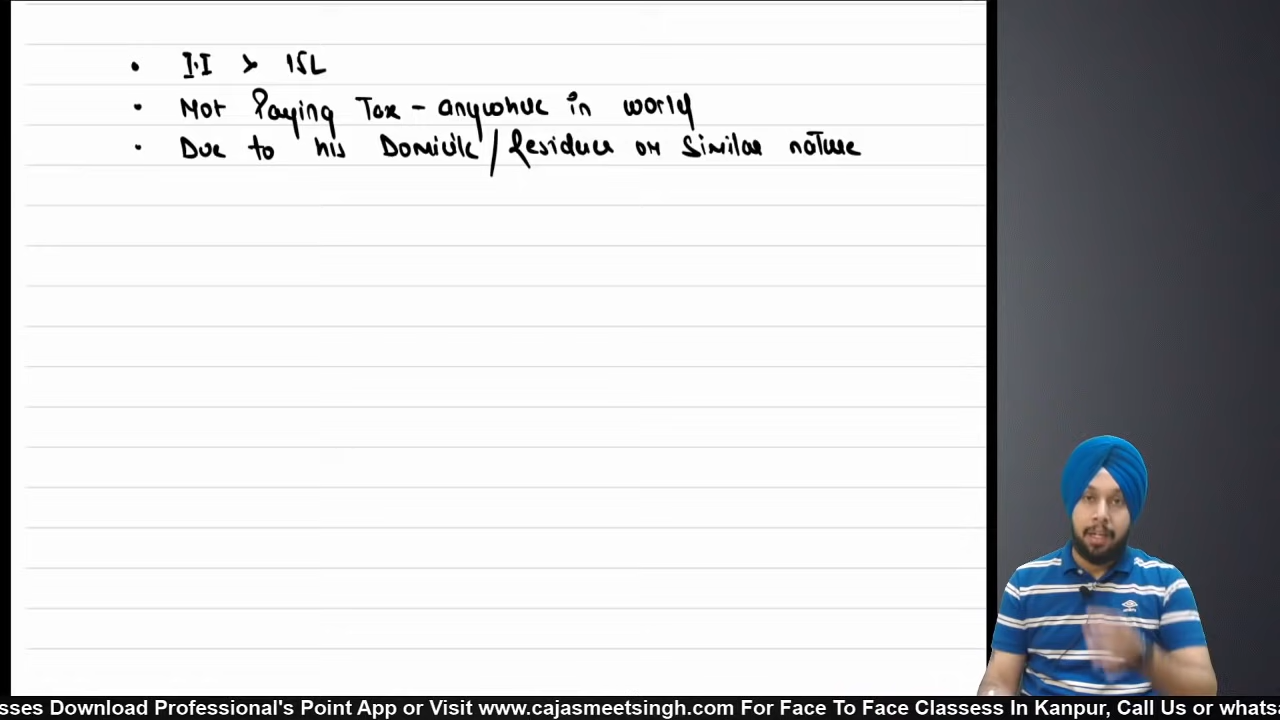 • I.I > 15L
• Not Paying Tax - anywhere in world
• Due to his Domicile / Residence or Similar nature
sses Download Professional's Point App or Visit www.cajasmeetsingh.com For Face To Face Classess In Kanpur, Call Us or whatsa